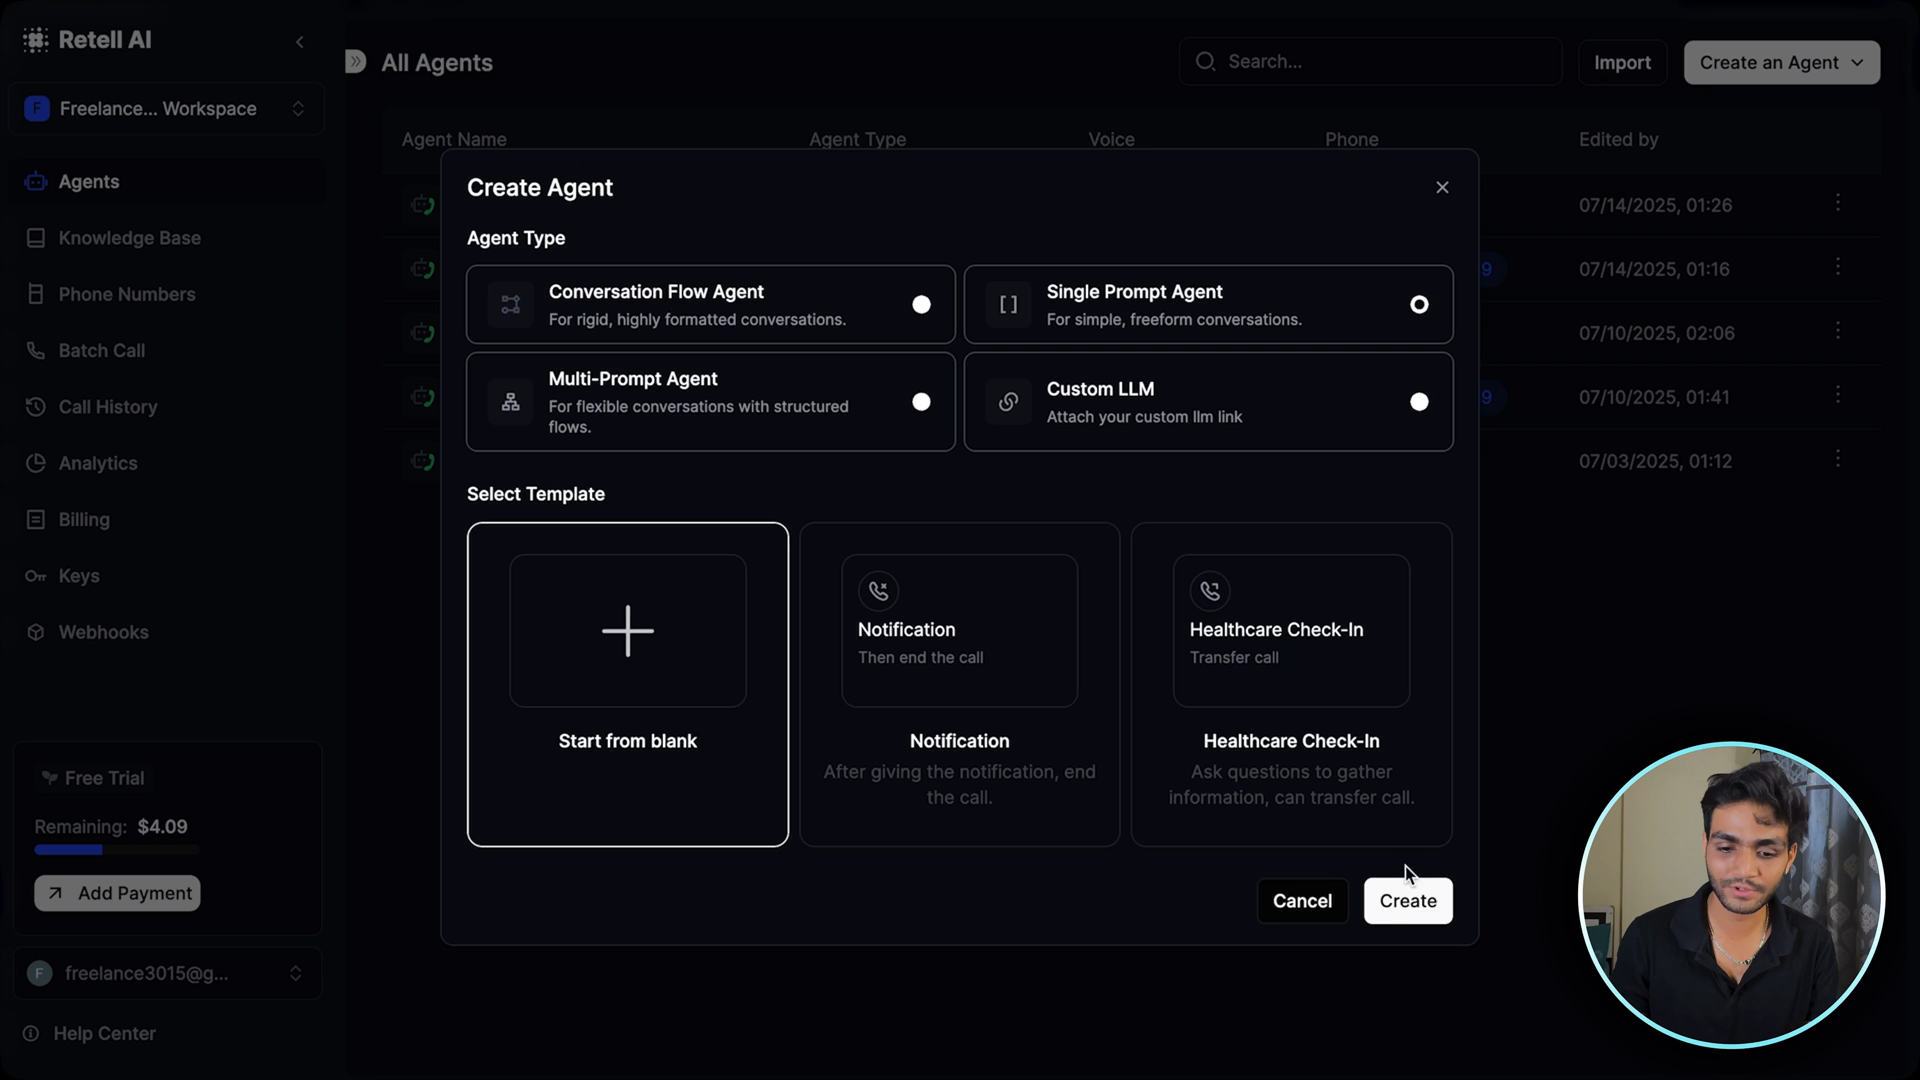 Retell AI
Freelance... Workspace
Agents
Knowledge Base
Phone Numbers
Batch Call
Call History
Analytics
Billing
Keys
Webhooks
Free Trial
Remaining: $4.09
Add Payment
F freelance3015@g...
Help Center
All Agents
Search...
Import
Create an Agent
Agent Name Agent Type Voice Phone Edited by
07/14/2025, 01:26
9 07/14/2025, 01:16
07/10/2025, 02:06
9 07/10/2025, 01:41
07/03/2025, 01:12
Create Agent
Agent Type
Conversation Flow Agent
For rigid, highly formatted conversations.
Single Prompt Agent
For simple, freeform conversations.
Multi-Prompt Agent
For flexible conversations with structured
flows.
Custom LLM
Attach your custom llm link
Select Template
Start from blank
Notification
Then end the call
Notification
After giving the notification, end
the call.
Healthcare Check-In
Transfer call
Healthcare Check-In
Ask questions to gather
information, can transfer call.
Cancel
Create